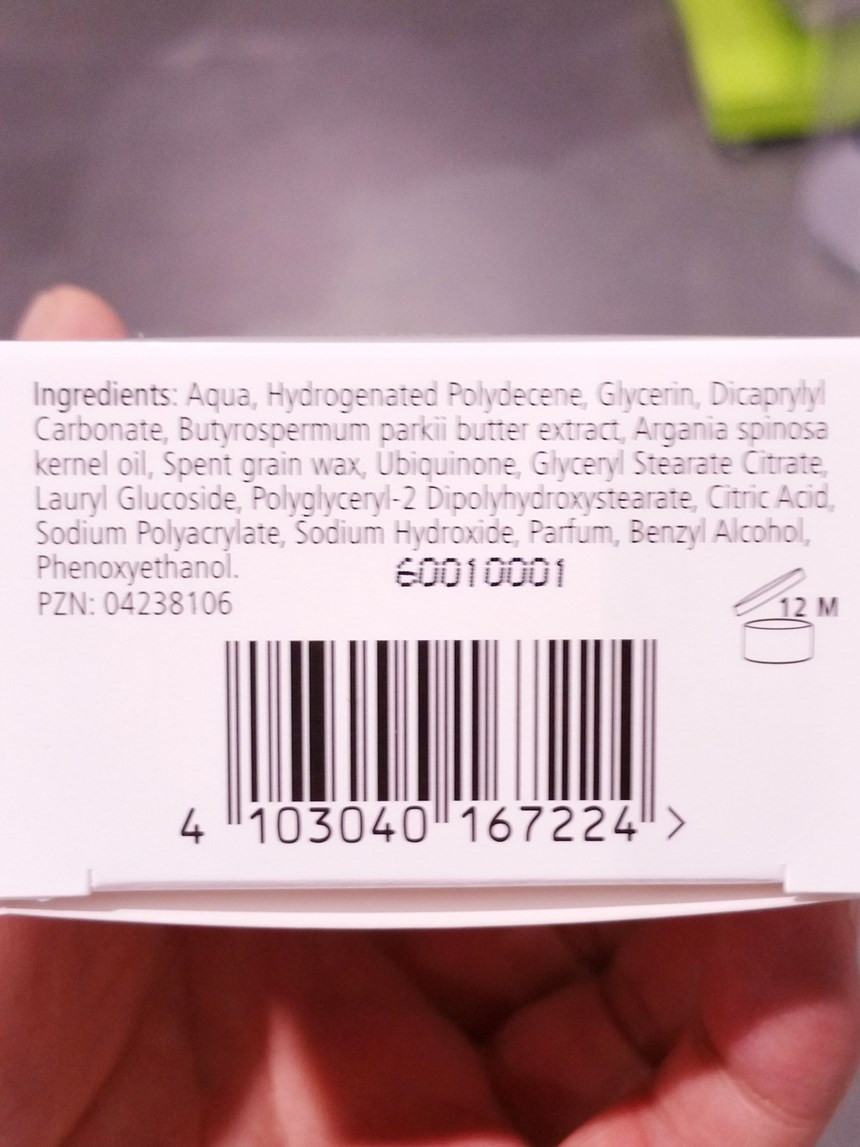 Ingredients: Aqua, Hydrogenated Polydecene, Glycerin, Dicaprylyl
Carbonate, Butyrospermum parkii butter extract, Argania spinosa
kernel oil, Spent grain wax, Ubiquinone, Glyceryl Stearate Citrate,
Lauryl Glucoside, Polyglyceryl-2 Dipolyhydroxystearate, Citric Acid,
Sodium Polyacrylate, Sodium Hydroxide, Parfum, Benzyl Alcohol,
Phenoxyethanol.
60010001
PZN: 04238106
12 M
4 103040 167224 >